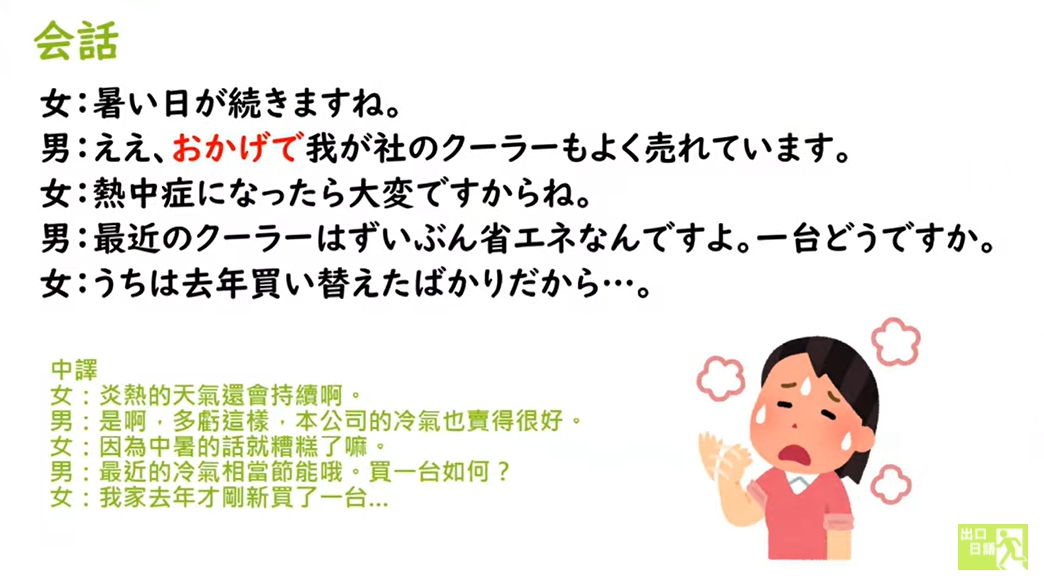 会話
女：暑い日が続きますね。
男：ええ、おかげで我が社のクーラーもよく売れています。
女：熱中症になったら大変ですからね。
男：最近のクーラーはずいぶん省エネなんですよ。一台どうですか。
女：うちは去年買い替えたばかりだから…。
中譯
女：炎熱的天氣還會持續啊。
男：是啊，多虧這樣，本公司的冷氣也賣得很好。
女：因為中暑的話就糟糕了嘛。
男：最近的冷氣相當節能哦。買一台如何？
女：我家去年才剛新買了一台...
出口
日語